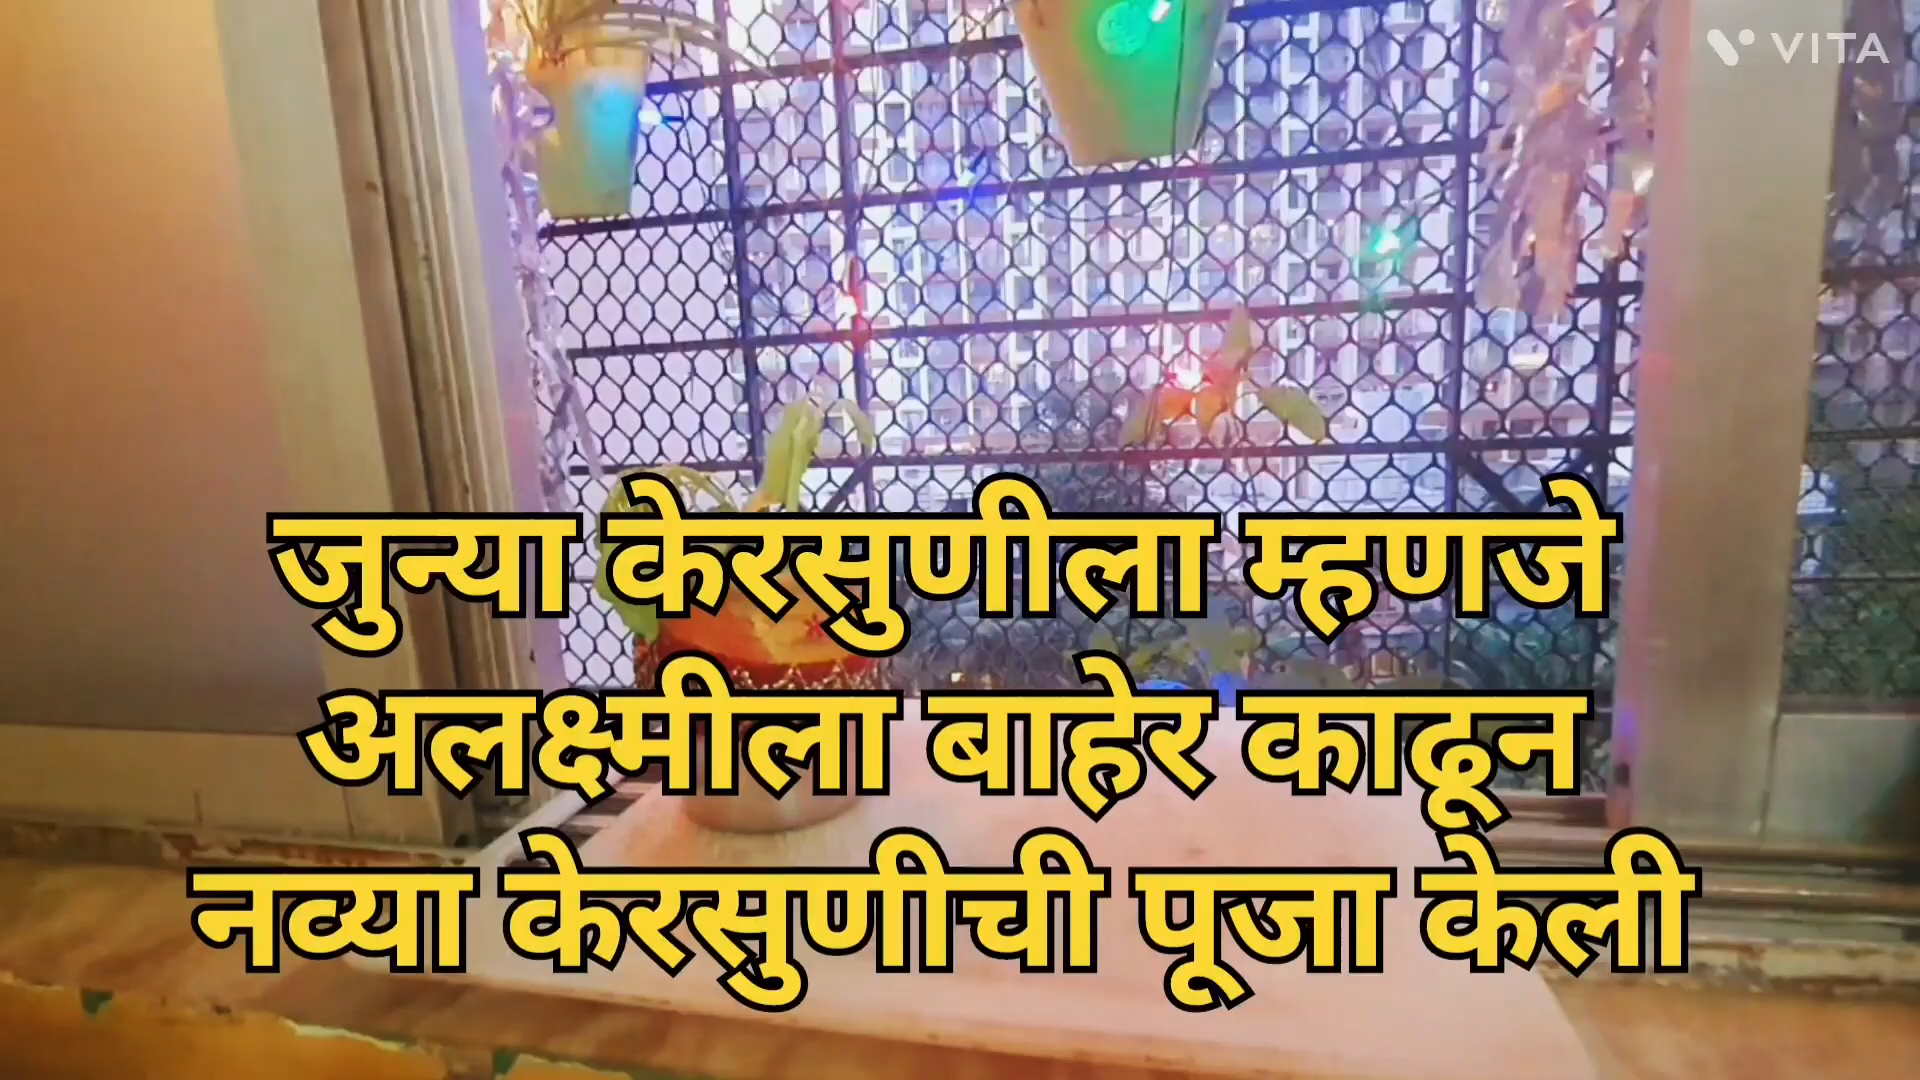 VITA
जुन्या केरसुणीला म्हणजे
अलक्ष्मीला बाहेर काढून
नव्या केरसुणीची पूजा केली